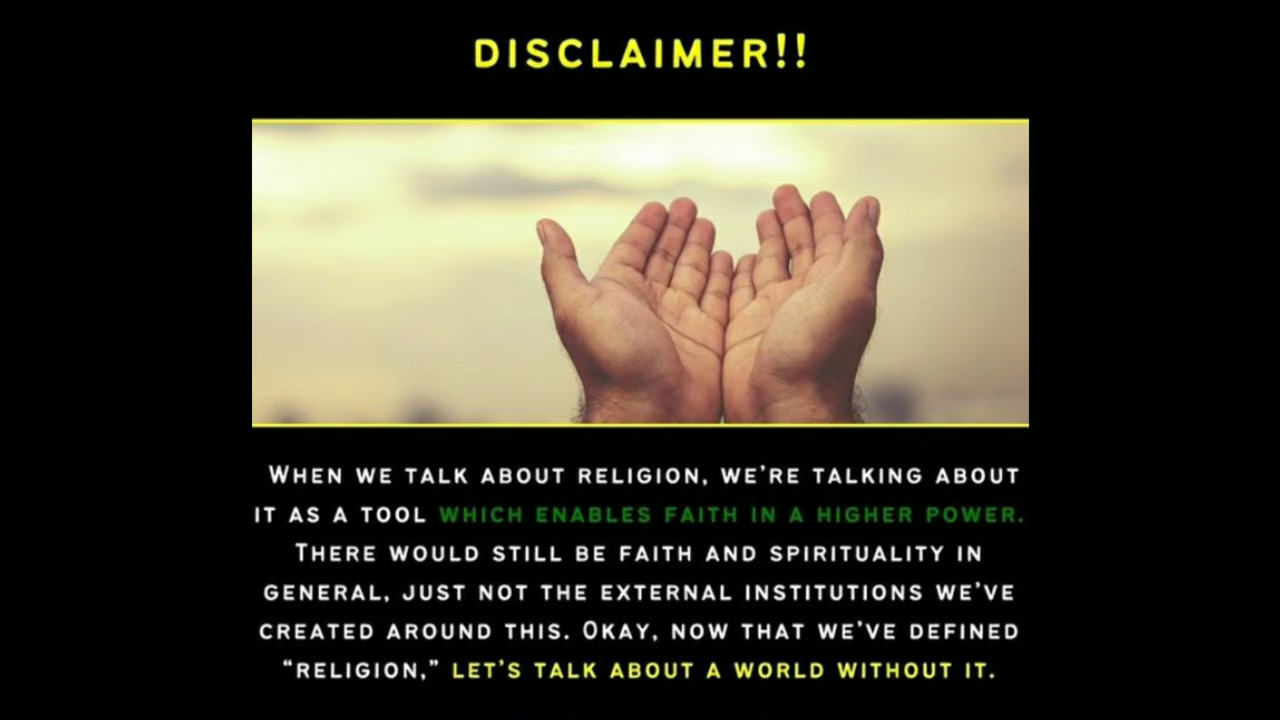 DISCLAIMER!!
WHEN WE TALK ABOUT RELIGION, WE'RE TALKING ABOUT
IT AS A TOOL WHICH ENABLES FAITH IN A HIGHER POWER.
THERE WOULD STILL BE FAITH AND SPIRITUALITY IN
GENERAL, JUST NOT THE EXTERNAL INSTITUTIONS WE'VE
CREATED AROUND THIS. OKAY, NOW THAT WE'VE DEFINED
“RELIGION,” LET'S TALK ABOUT A WORLD WITHOUT IT.